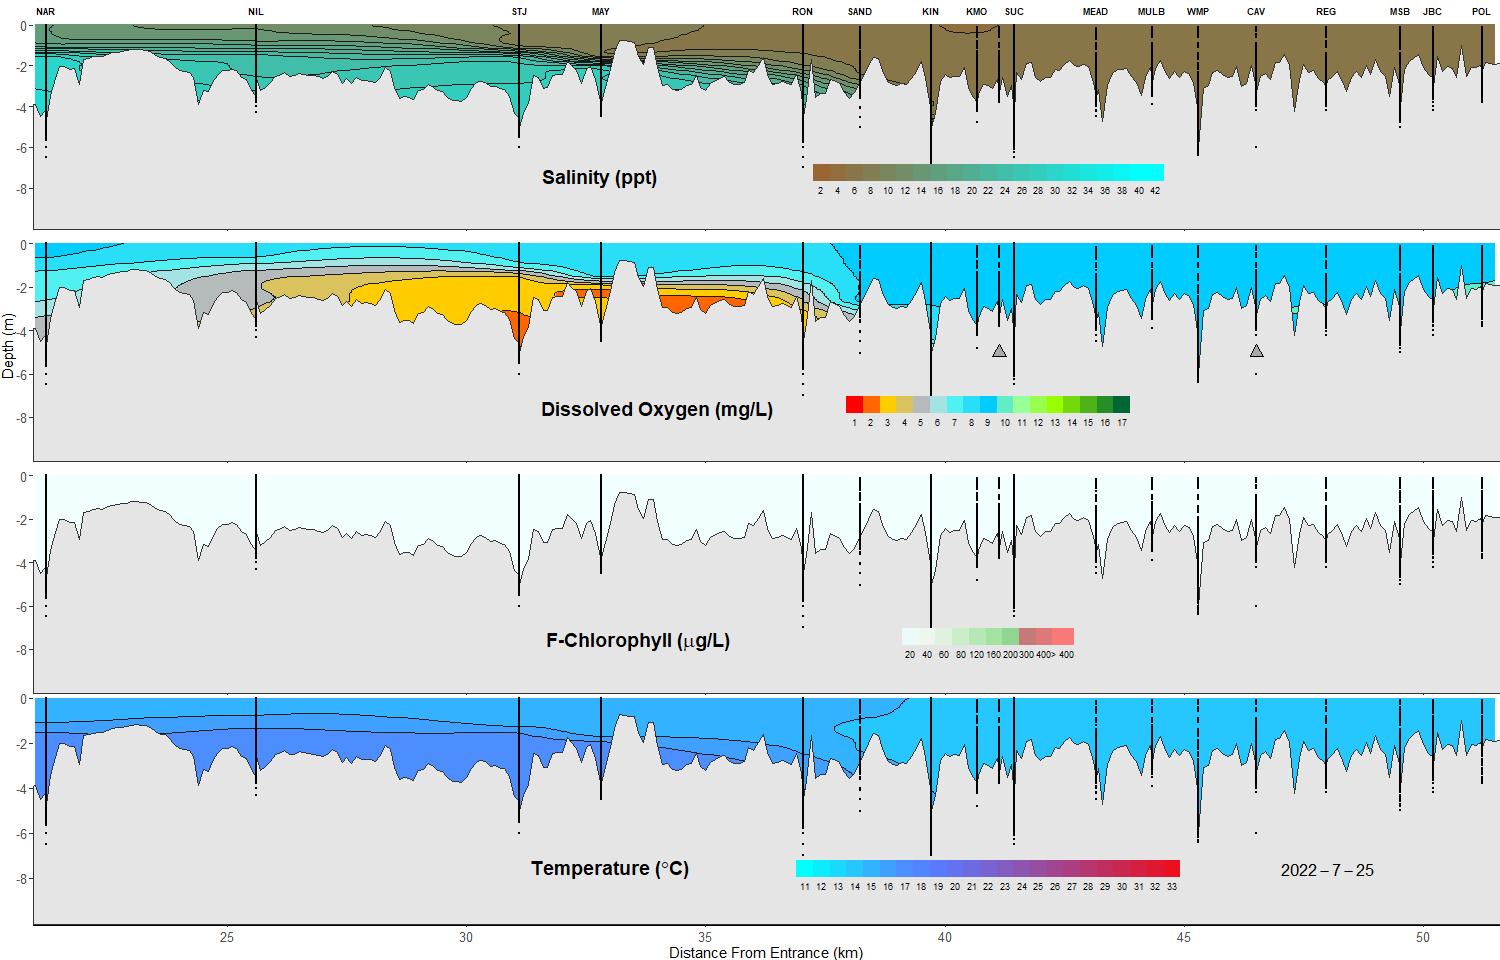 NAR NIL STJ MAY RON SAND KIN KMO SUC MEAD MULB WMP CAV REG MSB JBC POL
0
-2
-4
-6
-8
Salinity (ppt)
2 4 6 8 10 12 14 16 18 20 22 24 26 28 30 32 34 36 38 40 42
0
-2
-4
-6
-8
Depth (m)
Dissolved Oxygen (mg/L)
1 2 3 4 5 6 7 8 9 10 11 12 13 14 15 16 17
0
-2
-4
-6
-8
F-Chlorophyll (μg/L)
20 40 60 80 120 160 200 300 400 > 400
0
-2
-4
-6
-8
Temperature (°C)
11 12 13 14 15 16 17 18 19 20 21 22 23 24 25 26 27 28 29 30 31 32 33
2022 – 7 – 25
25 30 35 40 45 50
Distance From Entrance (km)